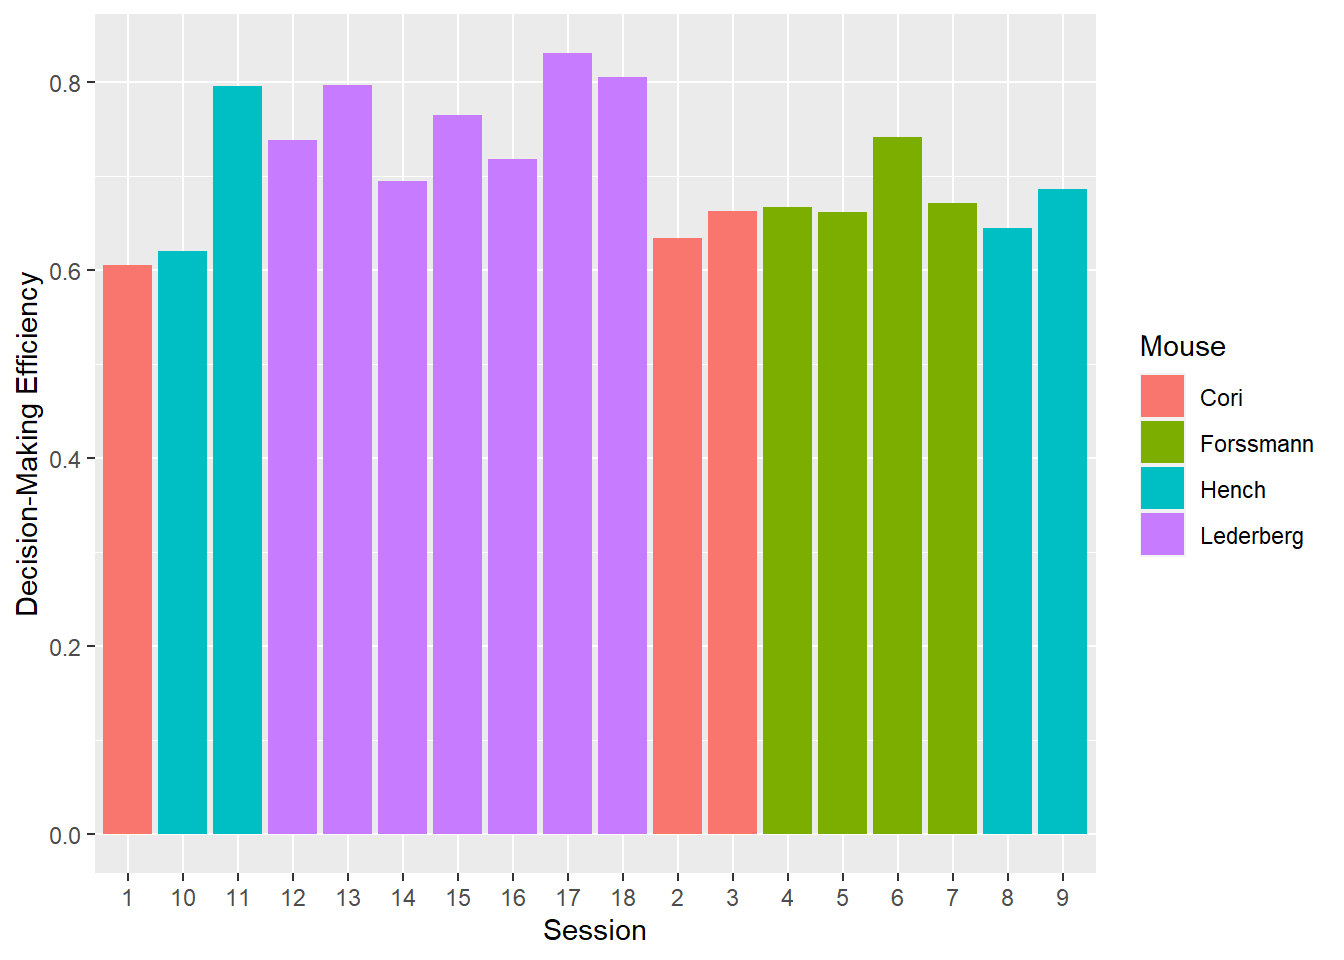 Decision-Making Efficiency
0.8
0.6
0.4
0.2
0.0
1 10 11 12 13 14 15 16 17 18 2 3 4 5 6 7 8 9
Session
Mouse
Cori
Forssmann
Hench
Lederberg